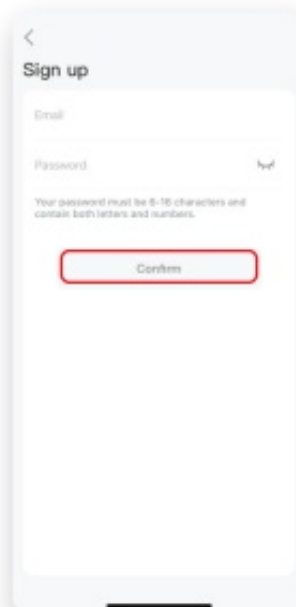 Sign up
Email
Password
Your password must be 6-16 characters and
contain both letters and numbers.
Confirm